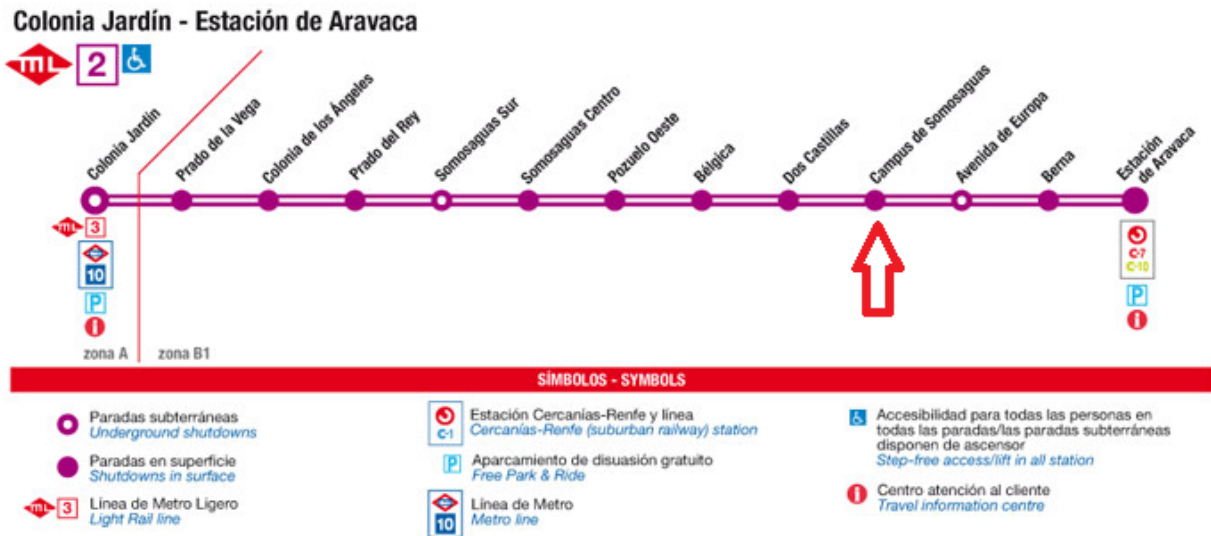 Colonia Jardín - Estación de Aravaca
mL 2
Colonia Jardín
Prado de la Vega
Colonia de los Ángeles
Prado del Rey
Somosaguas Sur
Somosaguas Centro
Pozuelo Oeste
Bélgica
Dos Castillas
Campus de Somosaguas
Avenida de Europa
Berna
Estación
de Aravaca
mL 3
10
P
i
C-7
C-10
P
i
zona A
zona B1
SÍMBOLOS - SYMBOLS
Paradas subterráneas
Underground shutdowns
Paradas en superficie
Shutdowns in surface
mL 3
Línea de Metro Ligero
Light Rail line
C-1
Estación Cercanías-Renfe y línea
Cercanías-Renfe (suburban railway) station
P
Aparcamiento de disuasión gratuito
Free Park & Ride
10
Línea de Metro
Metro line
Accesibilidad para todas las personas en
todas las paradas/las paradas subterráneas
disponen de ascensor
Step-free access/lift in all station
i
Centro atención al cliente
Travel information centre